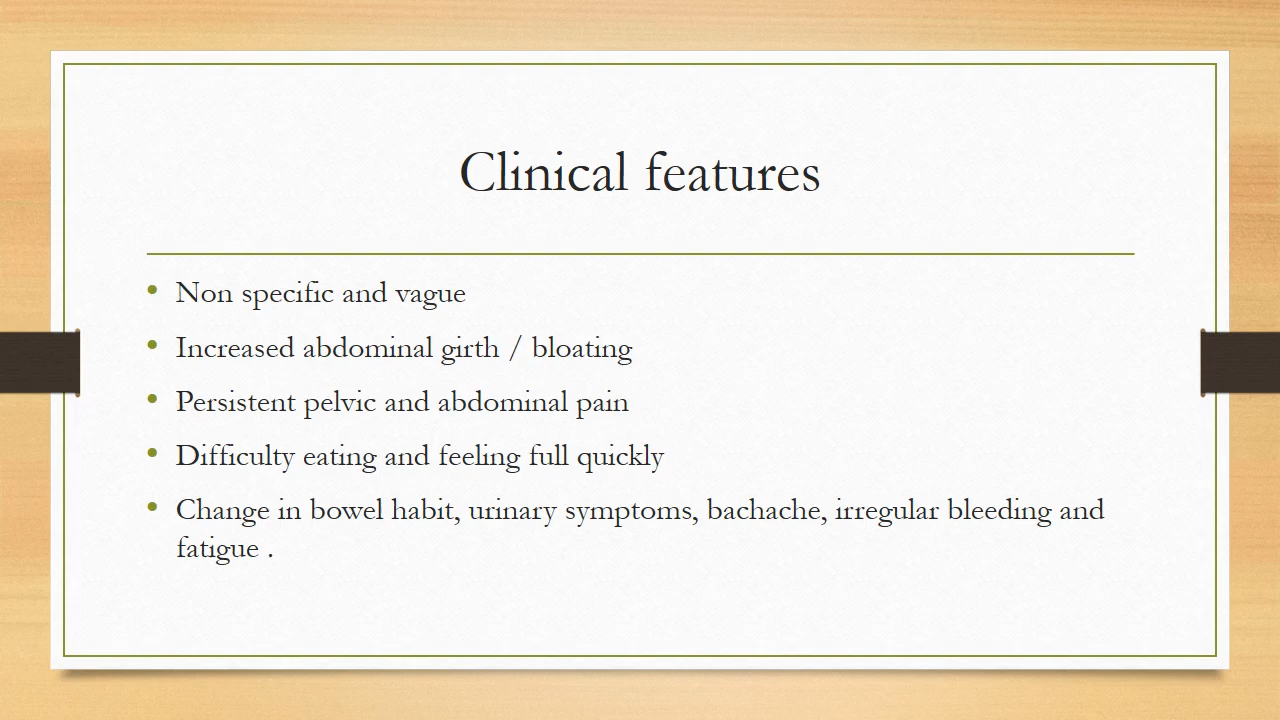 Clinical features
• Non specific and vague
• Increased abdominal girth / bloating
• Persistent pelvic and abdominal pain
• Difficulty eating and feeling full quickly
• Change in bowel habit, urinary symptoms, bachache, irregular bleeding and
fatigue .